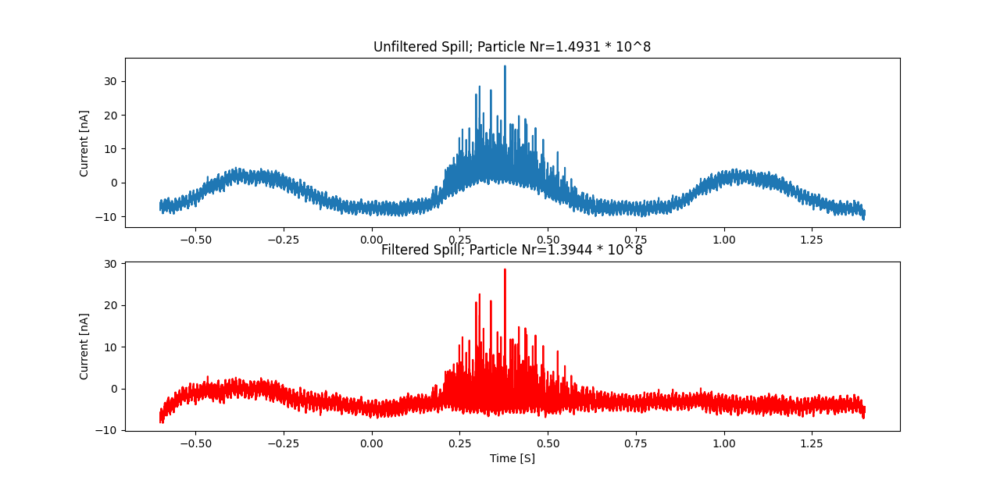 Unfiltered Spill; Particle Nr=1.4931 * 10^8
Current [nA]
30
20
10
0
−10
−0.50 −0.25 0.00 0.25 0.50 0.75 1.00 1.25
Filtered Spill; Particle Nr=1.3944 * 10^8
Current [nA]
30
20
10
0
−10
−0.50 −0.25 0.00 0.25 0.50 0.75 1.00 1.25
Time [S]